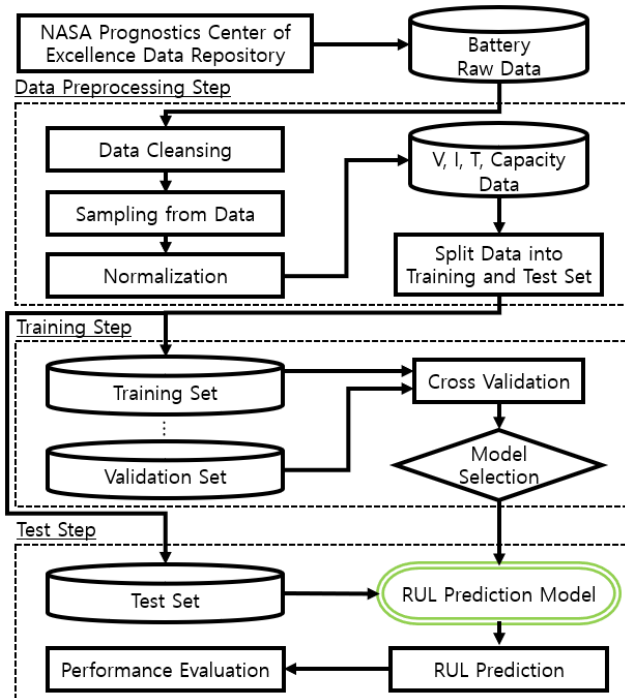 NASA Prognostics Center of
Excellence Data Repository
Battery
Raw Data
Data Preprocessing Step
Data Cleansing
Sampling from Data
Normalization
V, I, T, Capacity
Data
Split Data into
Training and Test Set
Training Step
Training Set
⋮
Validation Set
Cross Validation
Model
Selection
Test Step
Test Set
RUL Prediction Model
Performance Evaluation
RUL Prediction